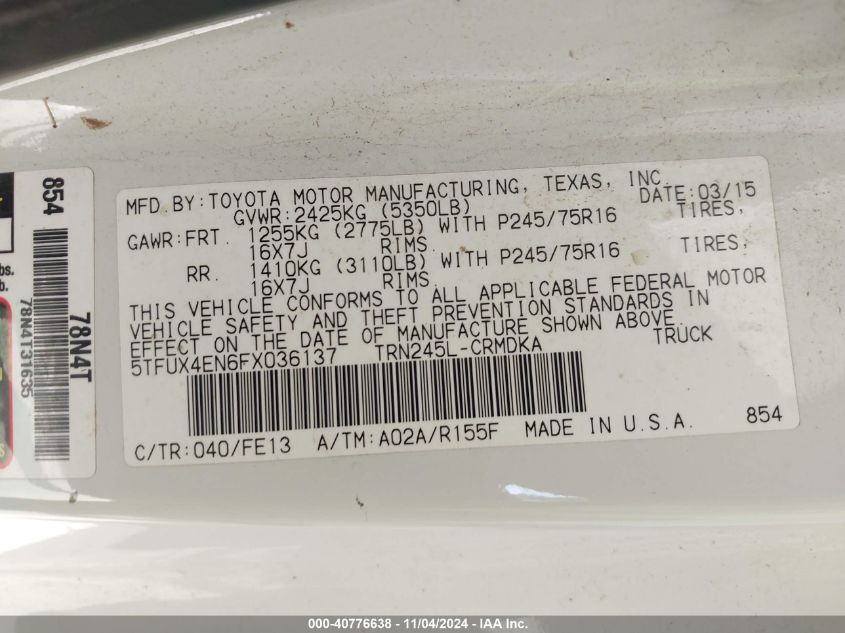 MFD BY:TOYOTA MOTOR MANUFACTURING, TEXAS, INC
DATE:03/15
GVWR:2425KG (5350LB)
GAWR:FRT. 1255KG (2775LB) WITH P245/75R16 TIRES,
16X7J RIMS.
RR. 1410KG (3110LB) WITH P245/75R16 TIRES,
16X7J RIMS.
THIS VEHICLE CONFORMS TO ALL APPLICABLE FEDERAL MOTOR
VEHICLE SAFETY AND THEFT PREVENTION STANDARDS IN
EFFECT ON THE DATE OF MANUFACTURE SHOWN ABOVE.
5TFUX4EN6FX036137 TRN245L-CRMDKA TRUCK
C/TR:040/FE13 A/TM:A02A/R155F MADE IN U.S.A. 854
854
78N4T
78N4T31635
bs.
b.
000-40776638 - 11/04/2024 - IAA Inc.